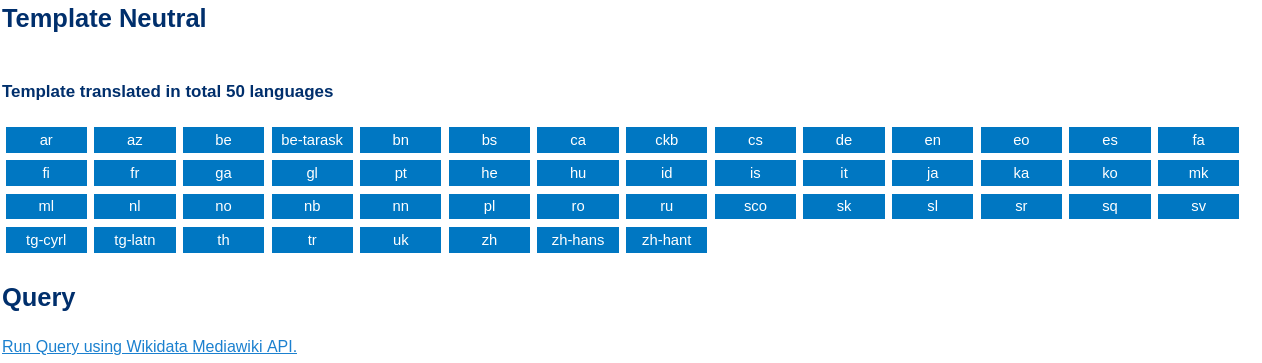 Template Neutral
Template translated in total 50 languages
ar az be be-tarask bn bs ca ckb cs de en eo es fa
fi fr ga gl pt he hu id is it ja ka ko mk
ml nl no nb nn pl ro ru sco sk sl sr sq sv
tg-cyrl tg-latn th tr uk zh zh-hans zh-hant
Query
Run Query using Wikidata Mediawiki API.